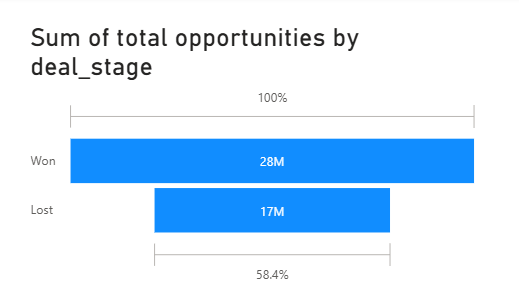 Sum of total opportunities by
deal_stage
100%
Won
28M
Lost
17M
58.4%